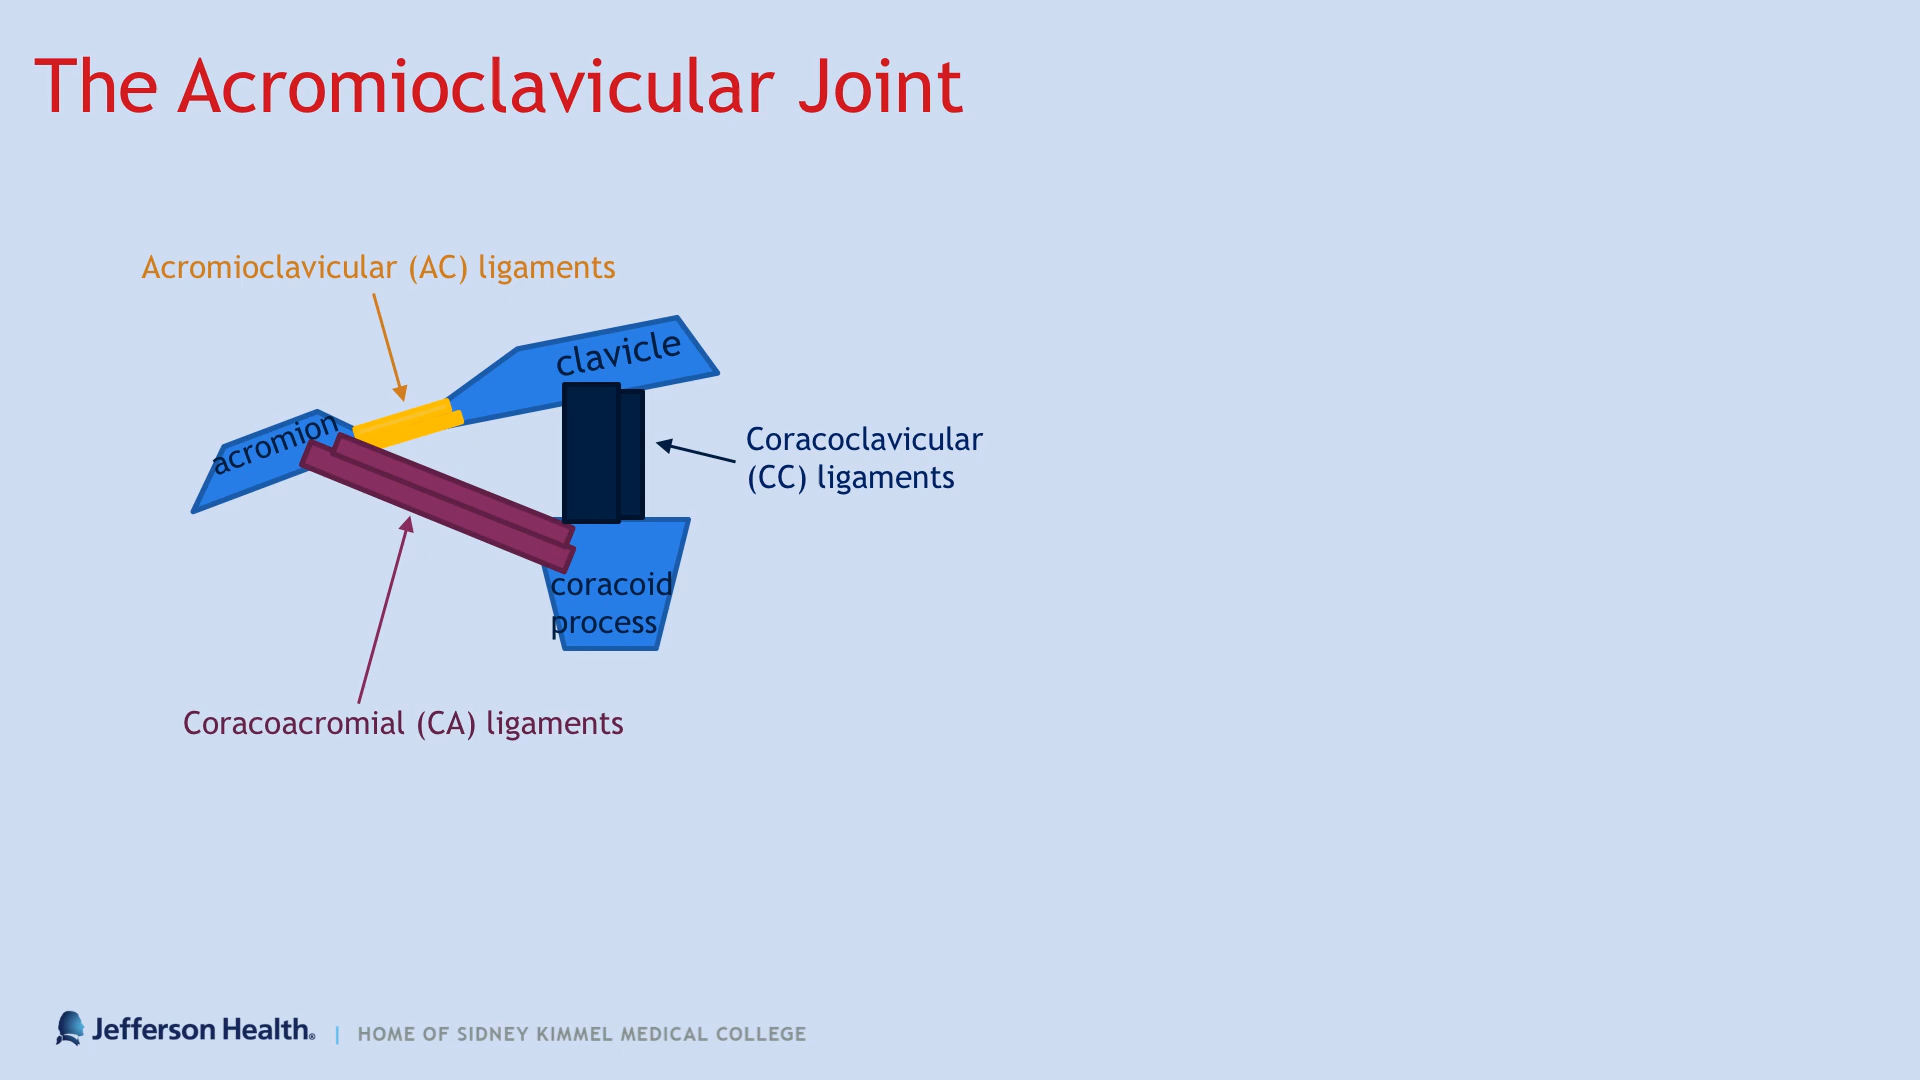 The Acromioclavicular Joint
Acromioclavicular (AC) ligaments
clavicle
acromion
Coracoclavicular
(CC) ligaments
coracoid
process
Coracoacromial (CA) ligaments
Jefferson Health® | HOME OF SIDNEY KIMMEL MEDICAL COLLEGE